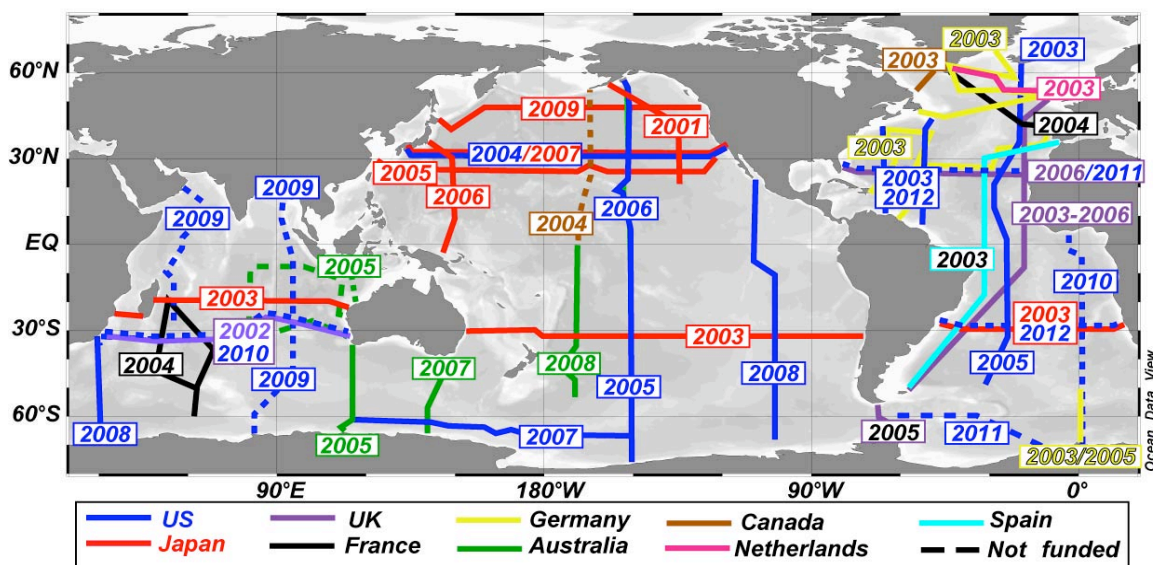 60°N
30°N
EQ
30°S
60°S
2003
2003
2003
2003
2009
2001
2004
2003
2004/2007
2005
2009
2009
2006
2006
2004
2003
2012
2006/2011
2003-2006
2005
2003
2010
2003
2003
2012
2002
2010
2003
2004
2009
2008
2007
2005
2008
2005
2008
2005
2007
2005
2011
2003/2005
90°E
180°W
90°W
0°
Ocean Data View
US
UK
Germany
Canada
Spain
Japan
France
Australia
Netherlands
Not funded